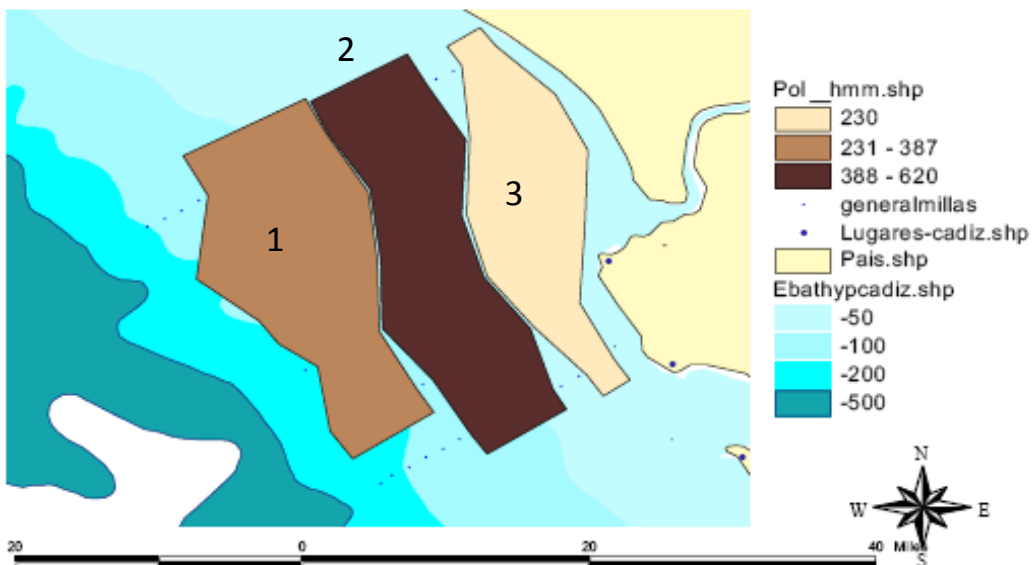 2
1
3
Pol__hmm.shp
230
231 - 387
388 - 620
generalmillas
Lugares-cadiz.shp
Pais.shp
Ebathypcadiz.shp
-50
-100
-200
-500
N
W E
S
20 0 20 40 Miles